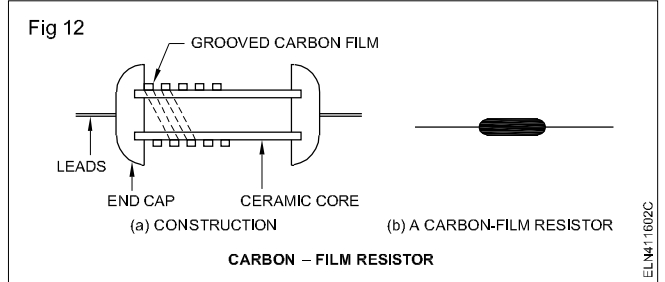 Fig 12
GROOVED CARBON FILM
LEADS
END CAP
CERAMIC CORE
(a) CONSTRUCTION
(b) A CARBON-FILM RESISTOR
CARBON – FILM RESISTOR
ELN411602C